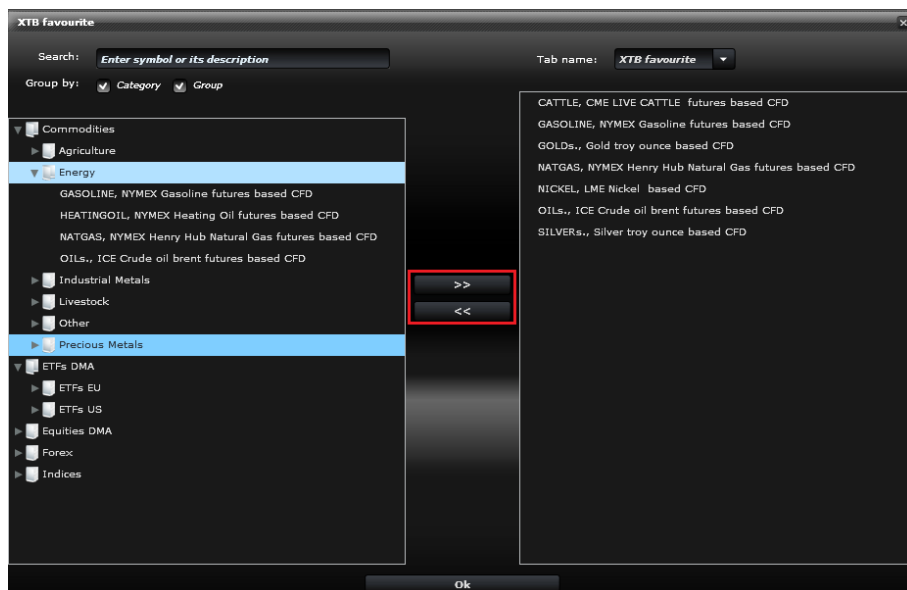 XTB favourite
Search: Enter symbol or its description
Tab name: XTB favourite
Group by: Category Group
Commodities
Agriculture
Energy
GASOLINE, NYMEX Gasoline futures based CFD
HEATINGOIL, NYMEX Heating Oil futures based CFD
NATGAS, NYMEX Henry Hub Natural Gas futures based CFD
OILs., ICE Crude oil brent futures based CFD
Industrial Metals
Livestock
Other
Precious Metals
ETFs DMA
ETFs EU
ETFs US
Equities DMA
Forex
Indices
>>
<<
CATTLE, CME LIVE CATTLE futures based CFD
GASOLINE, NYMEX Gasoline futures based CFD
GOLDs., Gold troy ounce based CFD
NATGAS, NYMEX Henry Hub Natural Gas futures based CFD
NICKEL, LME Nickel based CFD
OILs., ICE Crude oil brent futures based CFD
SILVERs., Silver troy ounce based CFD
Ok